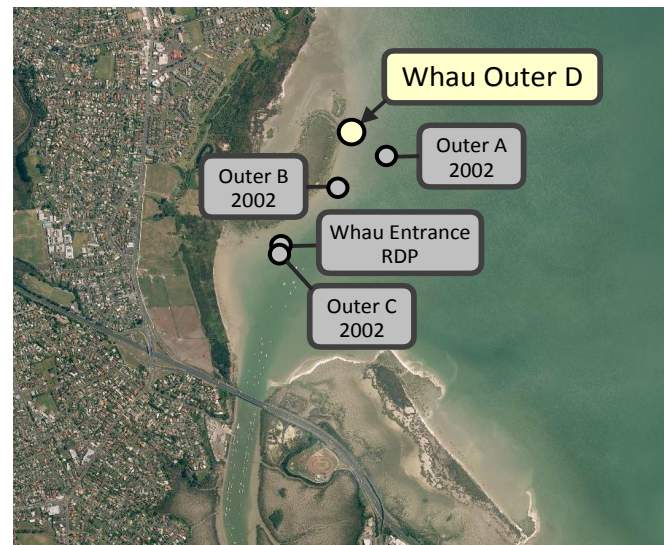 Whau Outer D
Outer A
2002
Outer B
2002
Whau Entrance
RDP
Outer C
2002